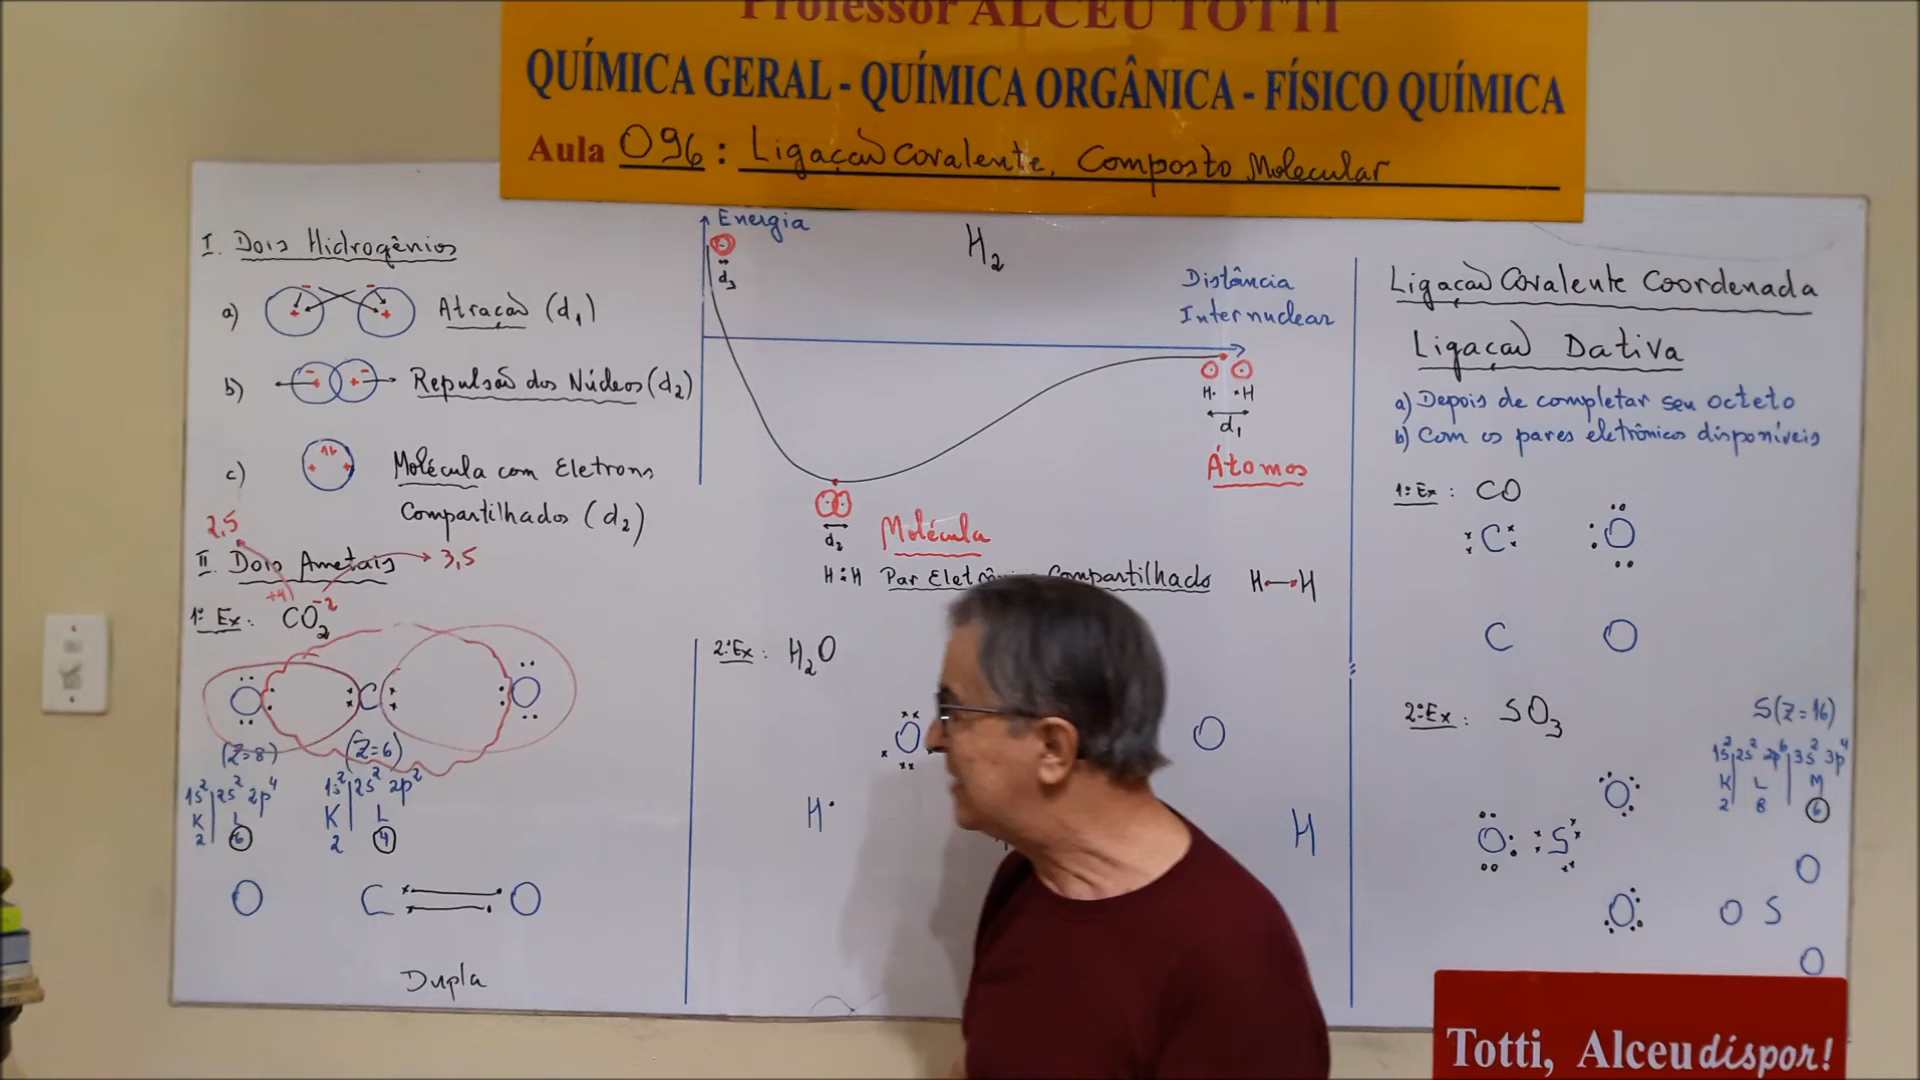 Professor ALCEU TOTTI
QUÍMICA GERAL - QUÍMICA ORGÂNICA - FÍSICO QUÍMICA
Aula 096: Ligação Covalente. Composto Molecular
I. Dois Hidrogênios
a) Atração (d₁)
b) Repulsão dos Núcleos (d₂)
c) Molécula com Eletrons
Compartilhados (d₂)
2,5
II. Dois Ametais
3,5
+4 -2
1º Ex: CO₂
O C O
(Z=8) (Z=6)
1s² 2s² 2p⁴ 1s² 2s² 2p²
K L K L
2 6 2 4
O C O
Dupla
Energia
H₂
d₃
Distância
Internuclear
H· ·H
d₁
Átomos
d₂
Molécula
H:H Par Compartilhado H—H
2º Ex: H₂O
O O
H· H
Ligação Covalente Coordenada
Ligação Dativa
a) Depois de completar seu octeto
b) Com os pares eletrônicos disponíveis
1º Ex: CO
C O
C O
2º Ex: SO₃
S(Z=16)
1s² 2s² 2p⁶ 3s² 3p⁴
K L M
2 8 6
O
O S
O
O
O S
O
Totti, Alceu dispor!